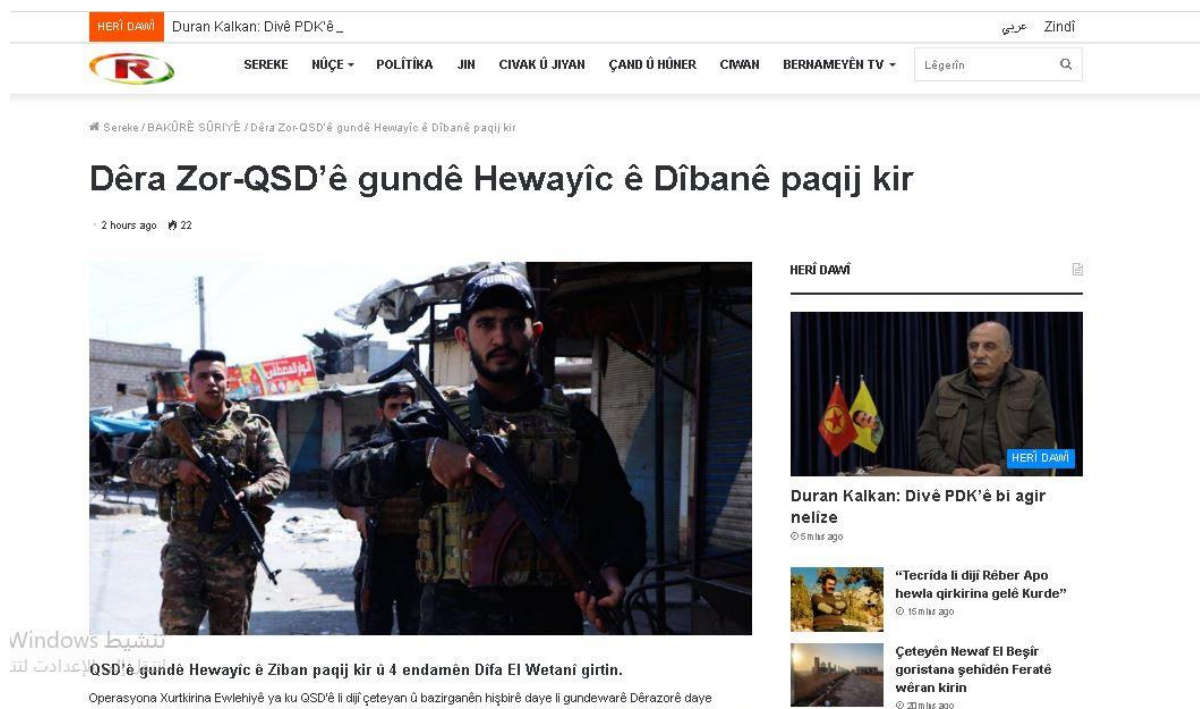 HERÎ DAWÎ Duran Kalkan: Divê PDK'ê _ عربي Zindî
R SEREKE NÛÇE POLÎTÎKA JIN CIVAK Û JIYAN ÇAND Û HÛNER CIWAN BERNAMEYÊN TV Lêgerîn
Sereke / BAKÛRÊ SÛRIYÊ / Dêra Zor-QSD'ê gundê Hewayîc ê Dîbanê paqij kir
Dêra Zor-QSD'ê gundê Hewayîc ê Dîbanê paqij kir
2 hours ago 22
HERÎ DAWÎ
PUMA
HERÎ DAWÎ
Duran Kalkan: Divê PDK'ê bi agir
nelîze
5 mins ago
"Tecrîda li dijî Rêber Apo
hewla qirkirina gelê Kurde"
15 mins ago
Çeteyên Newaf El Beşîr
goristana şehîdên Feratê
wêran kirin
20 mins ago
تنشيط Windows
QSD'ê gundê Hewayîc ê Zîban paqij kir û 4 endamên Dîfa El Wetanî girtin.
Operasyona Xurtkirina Ewlehiyê ya ku QSD'ê li dijî çeteyan û bazirganên hişbirê daye li gundewarê Dêrazorê daye